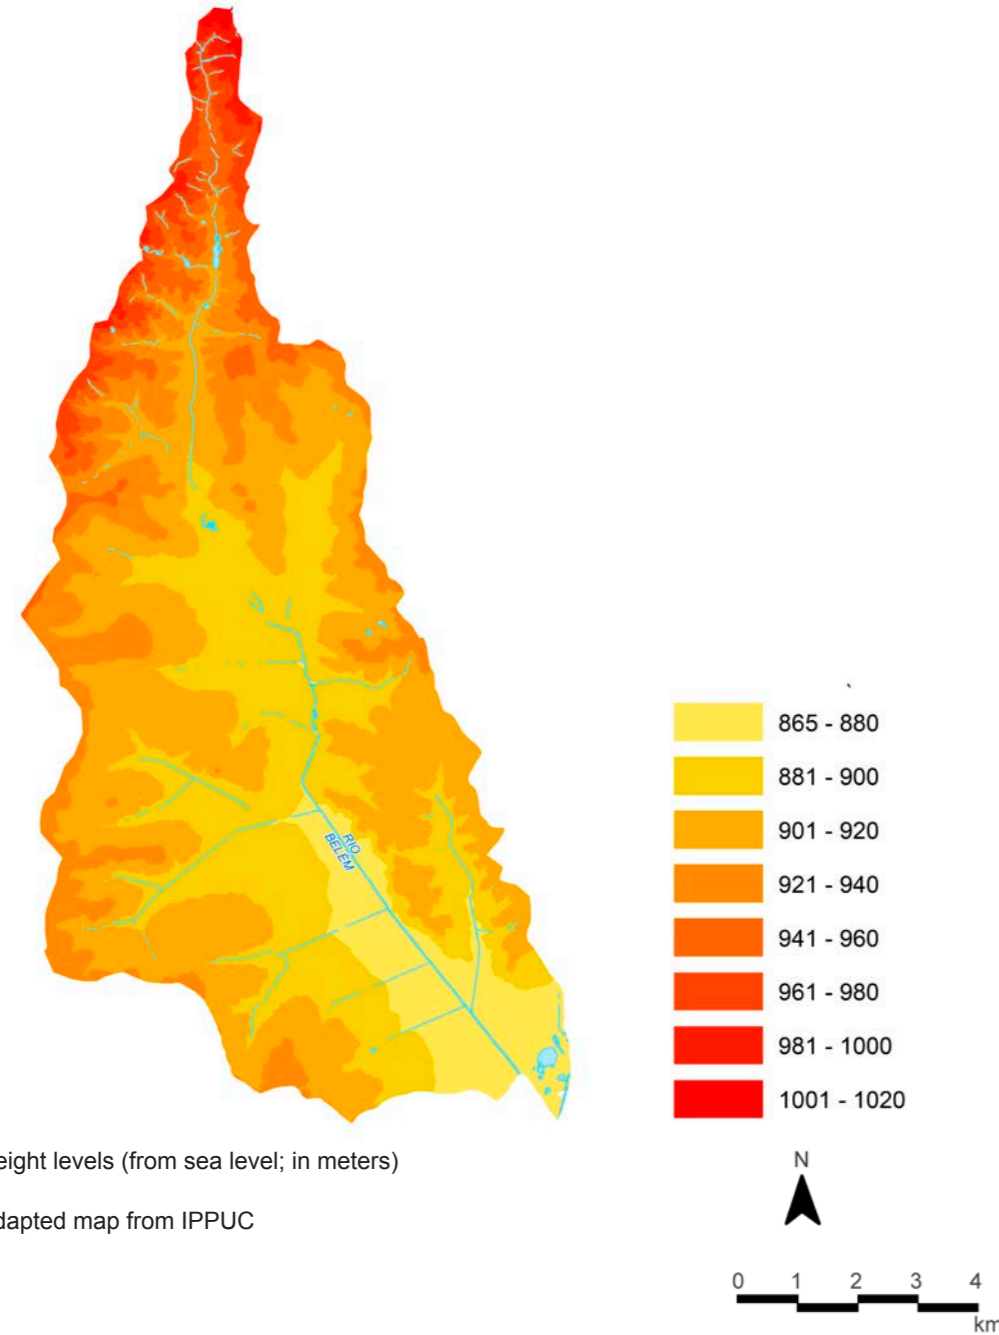 RIO
BELEM
865 - 880
881 - 900
901 - 920
921 - 940
941 - 960
961 - 980
981 - 1000
1001 - 1020
eight levels (from sea level; in meters)
dapted map from IPPUC
N
0 1 2 3 4
km